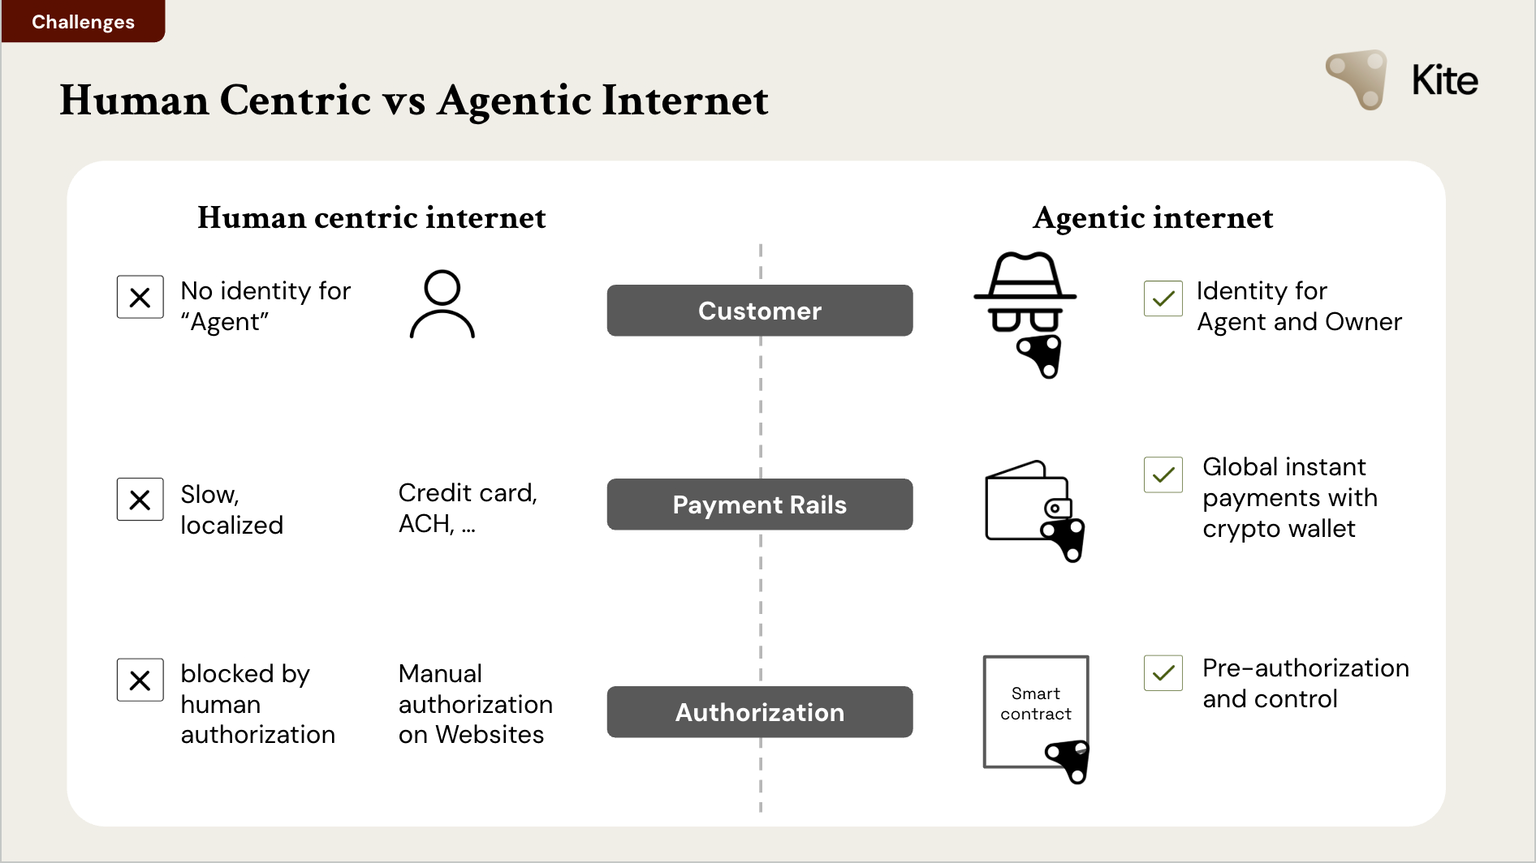 Challenges
Human Centric vs Agentic Internet
Kite
Human centric internet
Agentic internet
No identity for
“Agent”
Customer
Identity for
Agent and Owner
Slow,
localized
Credit card,
ACH, ...
Payment Rails
Global instant
payments with
crypto wallet
blocked by
human
authorization
Manual
authorization
on Websites
Authorization
Smart
contract
Pre-authorization
and control